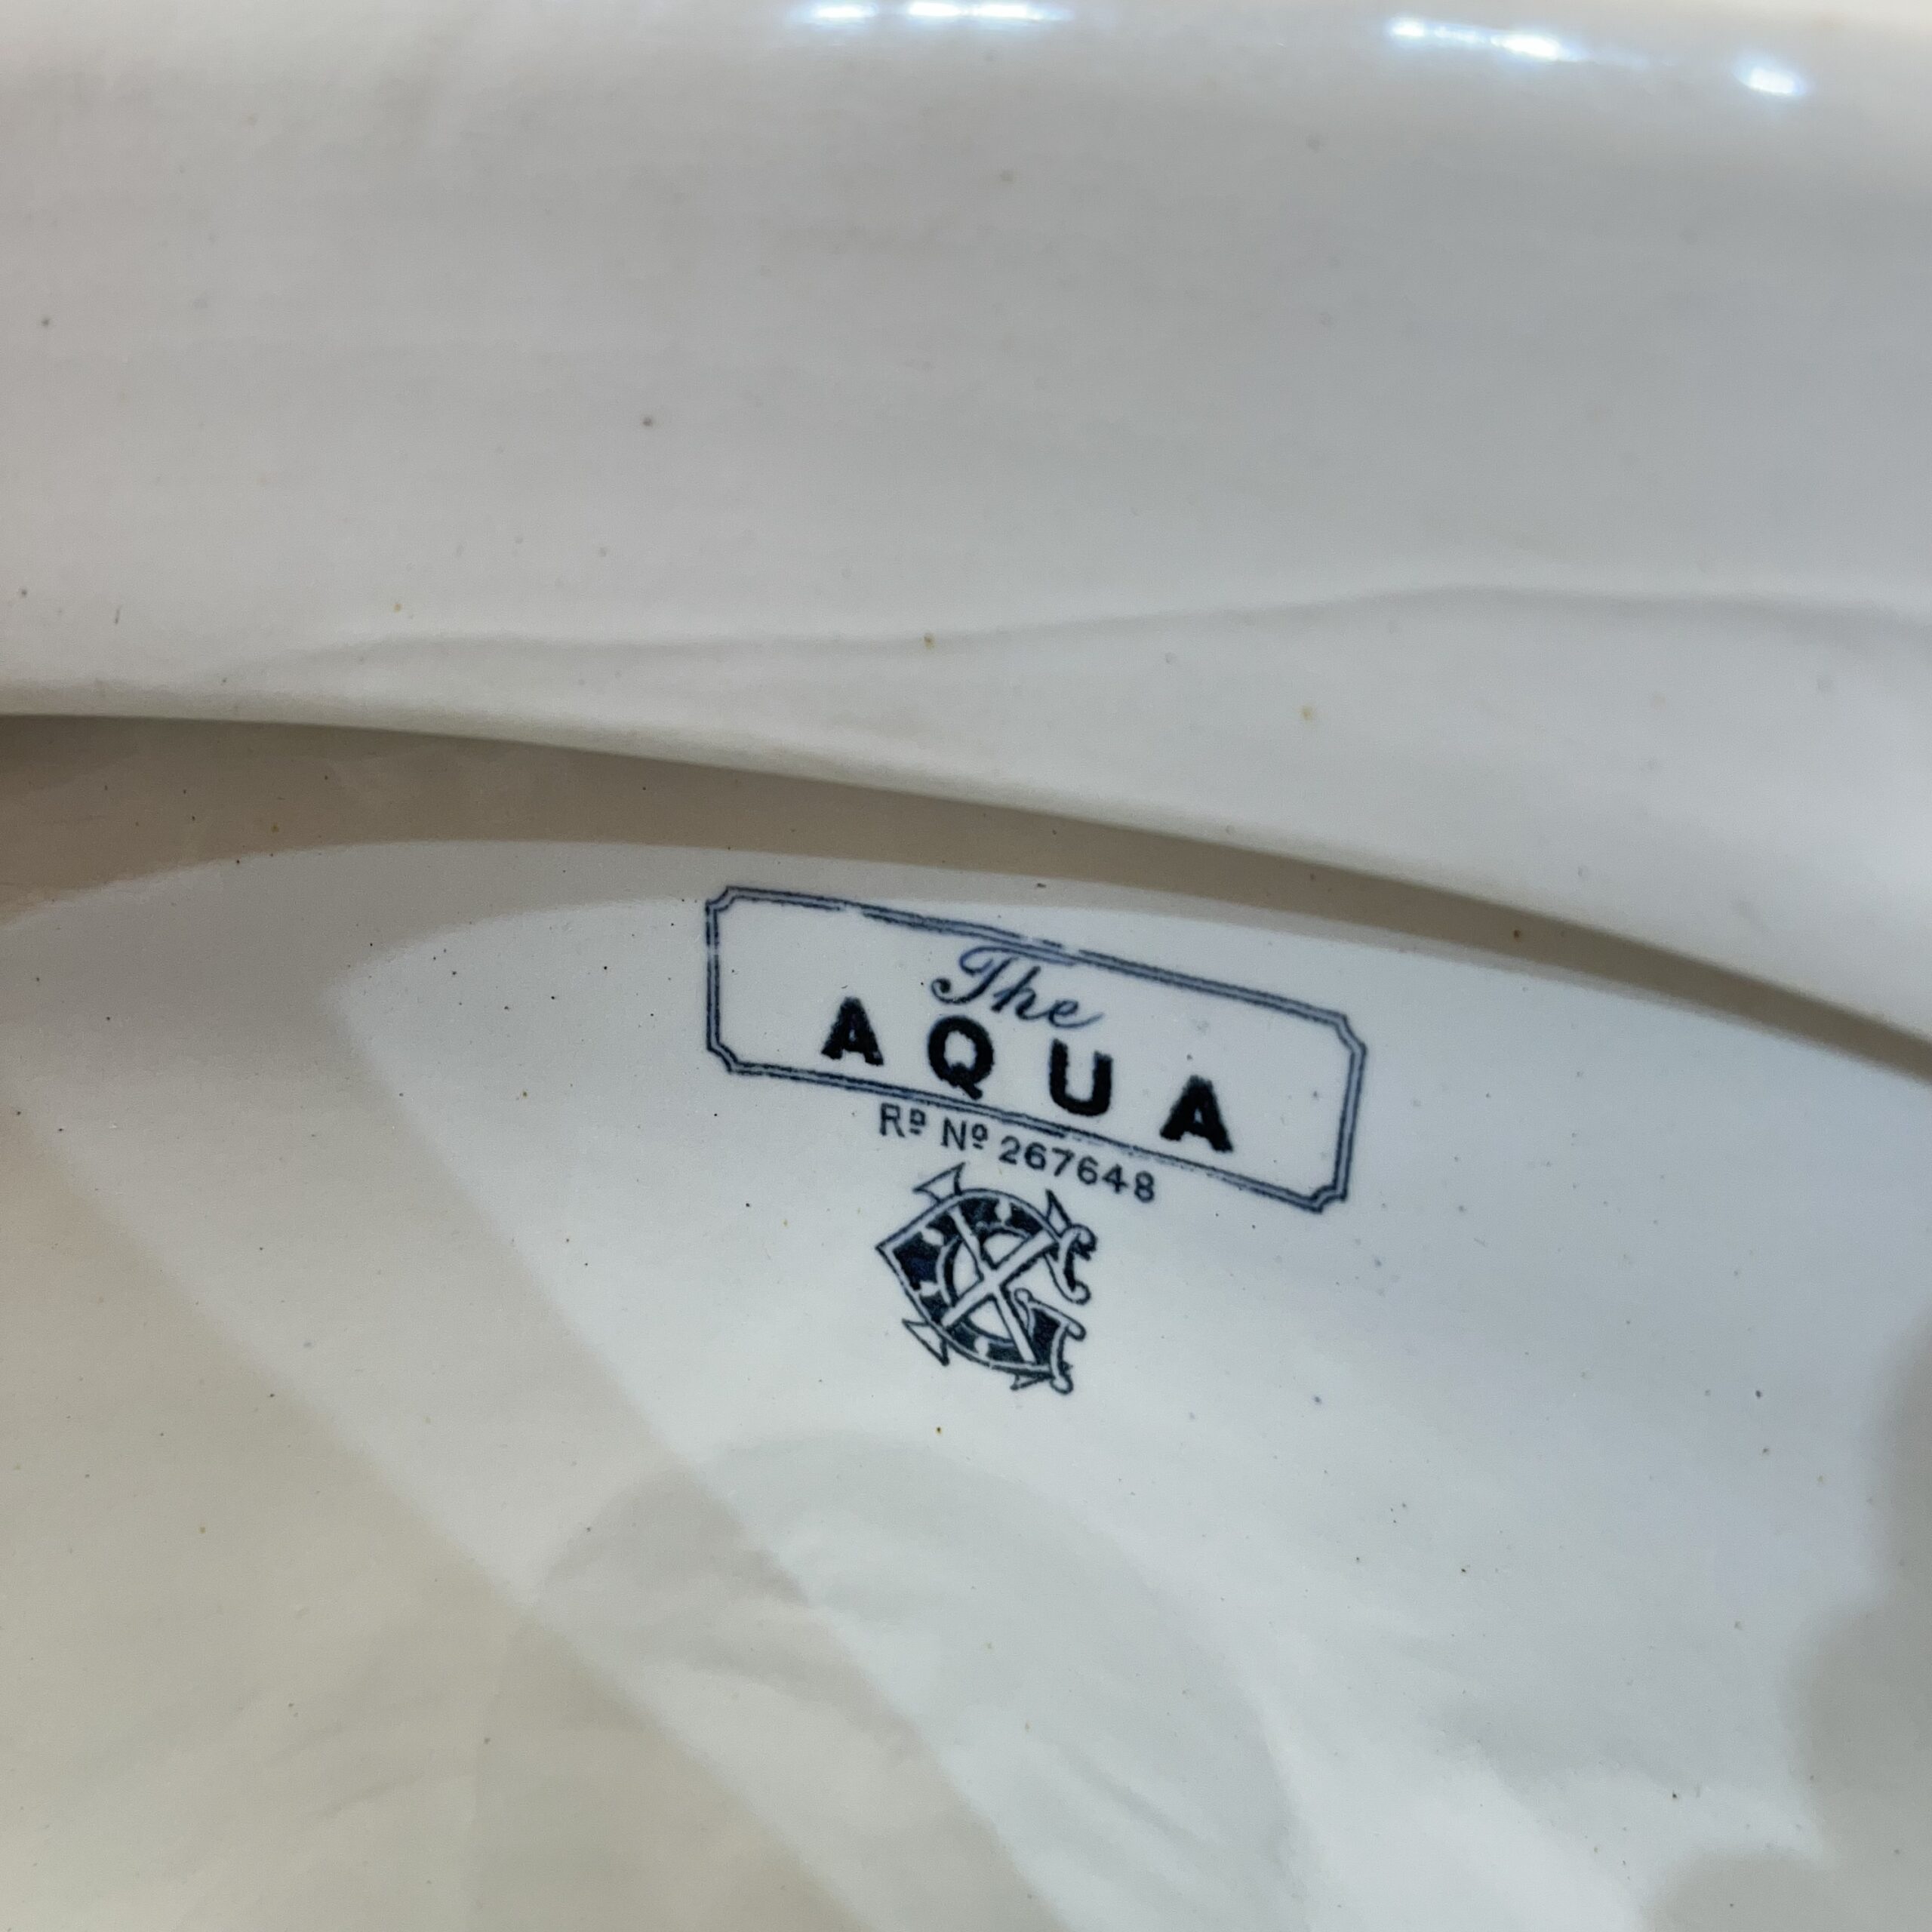 The
AQUA
Rᴰ Nº 267648